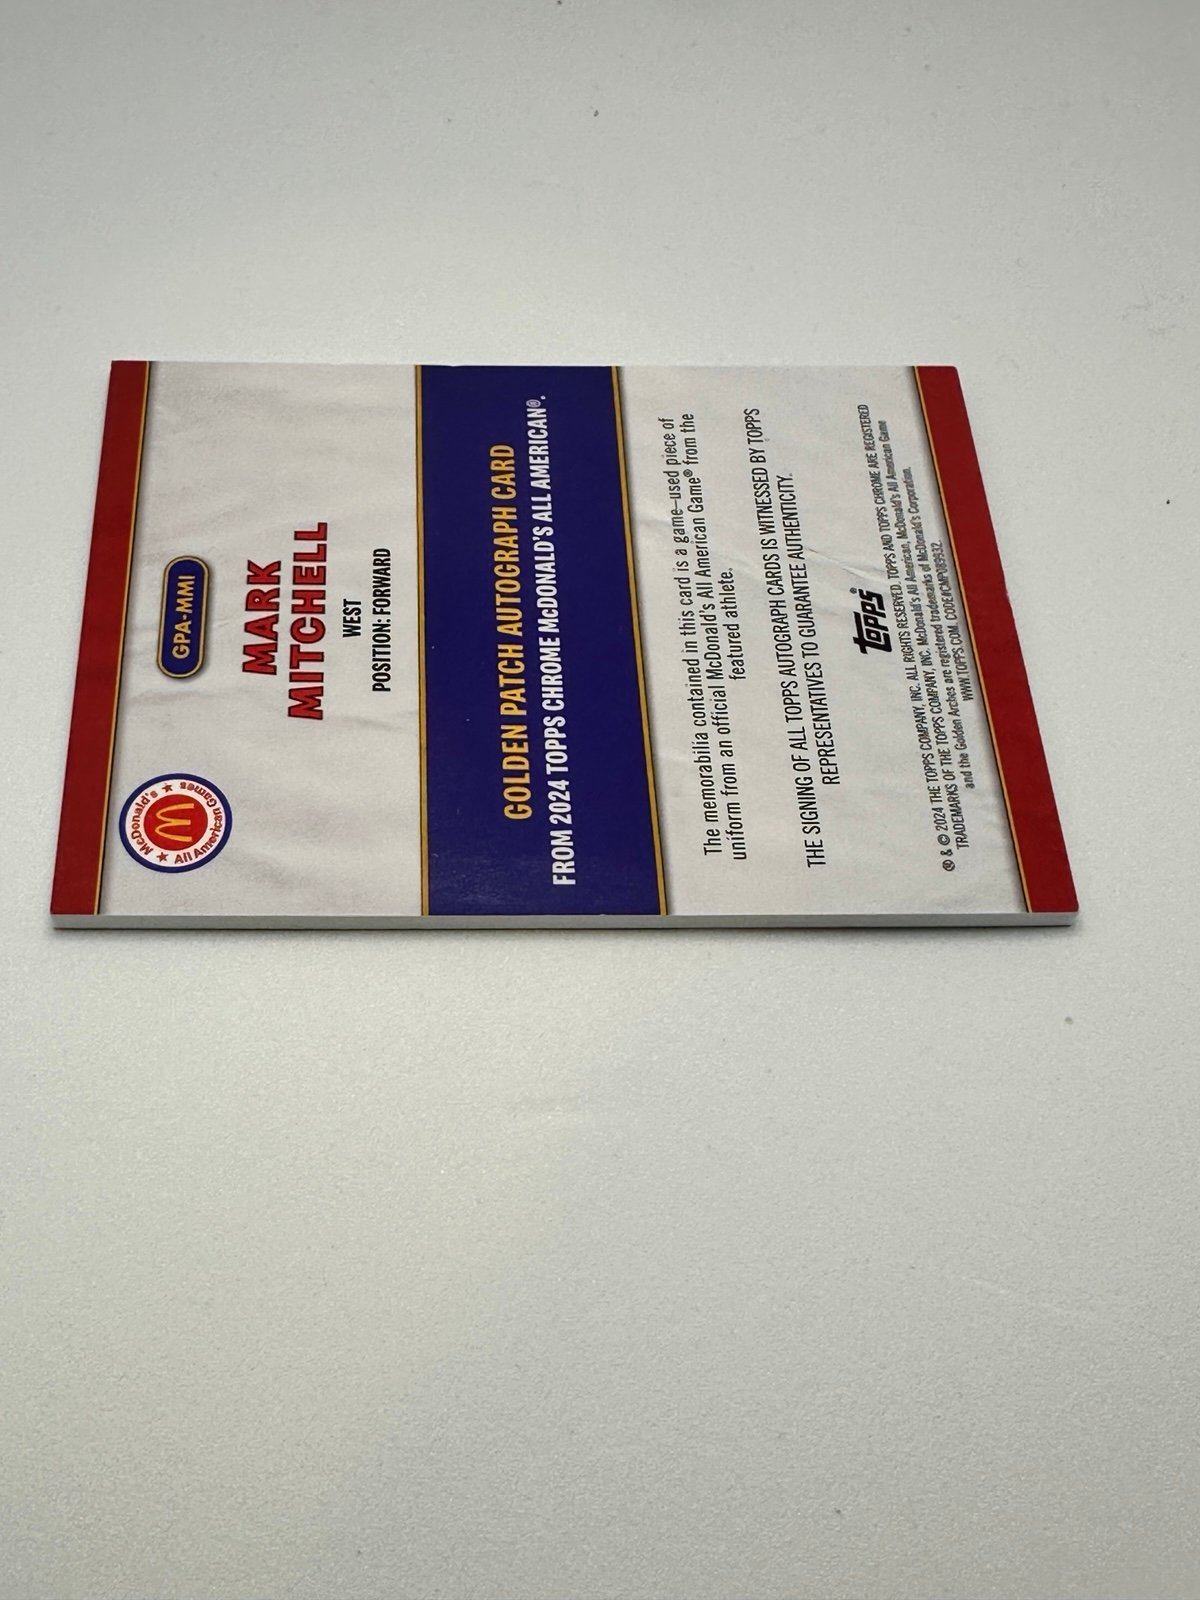 McDonald's
All American Games
GPA-MMI
MARK
MITCHELL
WEST
POSITION: FORWARD
GOLDEN PATCH AUTOGRAPH CARD
FROM 2024 TOPPS CHROME McDONALD'S ALL AMERICAN®.
The memorabilia contained in this card is a game-used piece of
uniform from an official McDonald's All American Game® from the
featured athlete.
THE SIGNING OF ALL TOPPS AUTOGRAPH CARDS IS WITNESSED BY TOPPS
REPRESENTATIVES TO GUARANTEE AUTHENTICITY.
topps®
® & © 2024 THE TOPPS COMPANY, INC. ALL RIGHTS RESERVED. TOPPS AND TOPPS CHROME ARE REGISTERED
TRADEMARKS OF THE TOPPS COMPANY, INC. McDonald's All American, McDonald's All American Game
and the Golden Arches are registered trademarks of McDonald's Corporation.
WWW.TOPPS.COM. CODE#CMP089932.